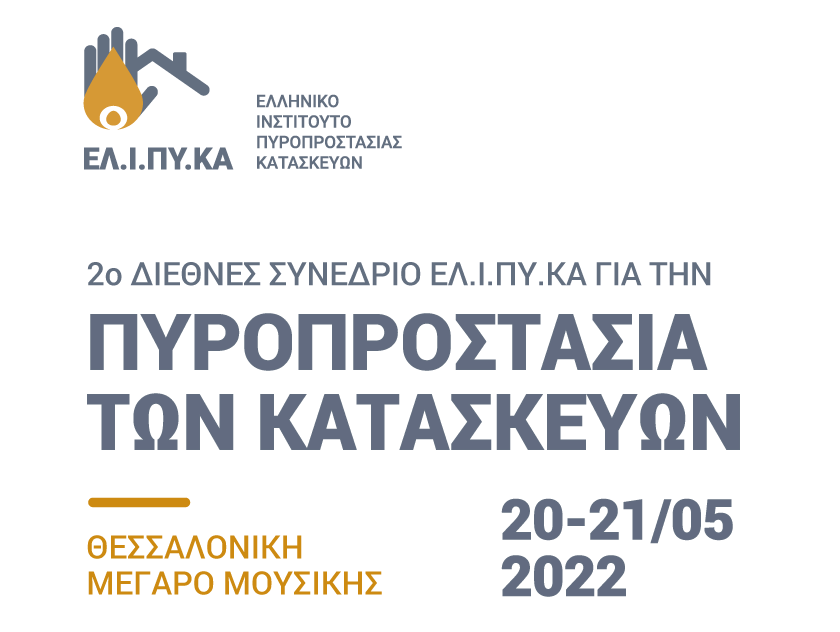 ΕΛ.Ι.ΠΥ.ΚΑ
ΕΛΛΗΝΙΚΟ
ΙΝΣΤΙΤΟΥΤΟ
ΠΥΡΟΠΡΟΣΤΑΣΙΑΣ
ΚΑΤΑΣΚΕΥΩΝ
2ο ΔΙΕΘΝΕΣ ΣΥΝΕΔΡΙΟ ΕΛ.Ι.ΠΥ.ΚΑ ΓΙΑ ΤΗΝ
ΠΥΡΟΠΡΟΣΤΑΣΙΑ
ΤΩΝ ΚΑΤΑΣΚΕΥΩΝ
ΘΕΣΣΑΛΟΝΙΚΗ
ΜΕΓΑΡΟ ΜΟΥΣΙΚΗΣ
20-21/05
2022